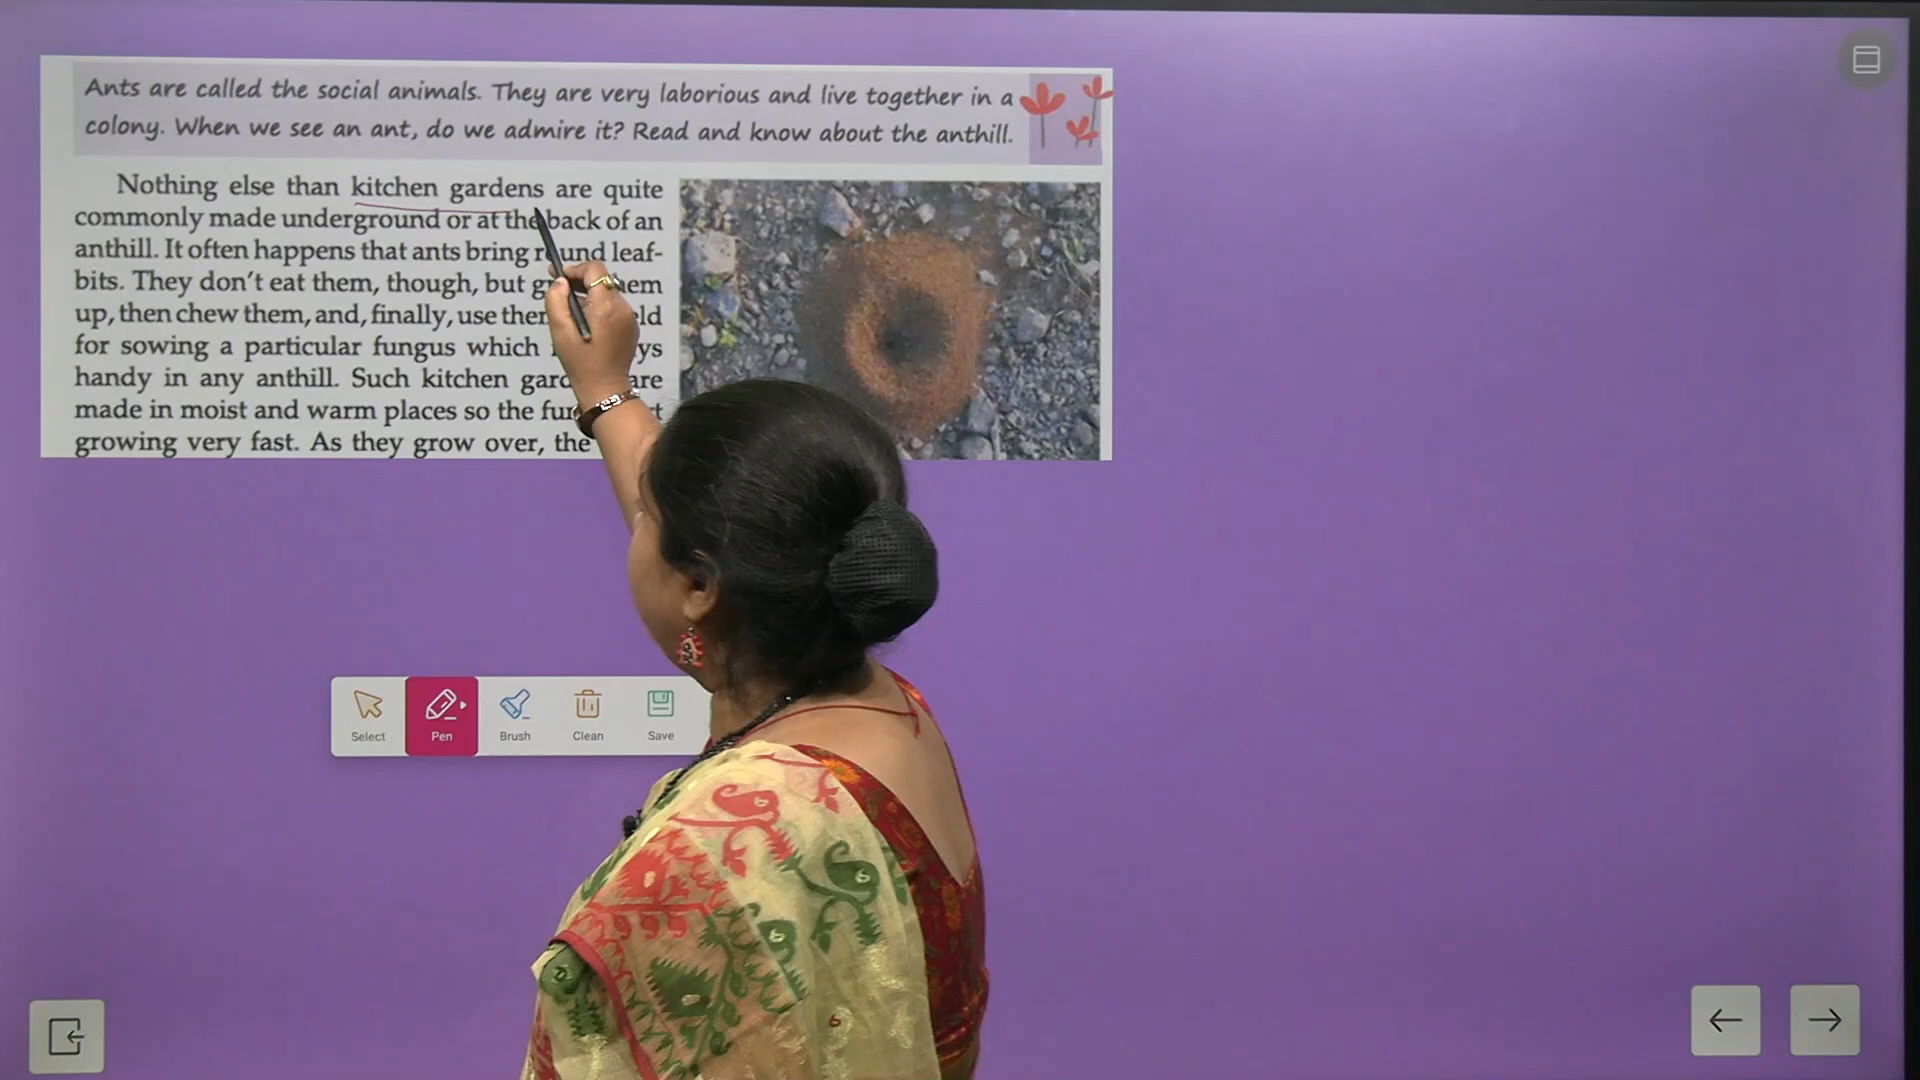 Ants are called the social animals. They are very laborious and live together in a
colony. When we see an ant, do we admire it? Read and know about the anthill.
Nothing else than kitchen gardens are quite
commonly made underground or at the back of an
anthill. It often happens that ants bring round leaf-
bits. They don't eat them, though, but
up, then chew them, and, finally, use
for sowing a particular fungus which
handy in any anthill. Such kitchen are
made in moist and warm places so the
growing very fast. As they grow over, the
Select
Pen
Brush
Clean
Save